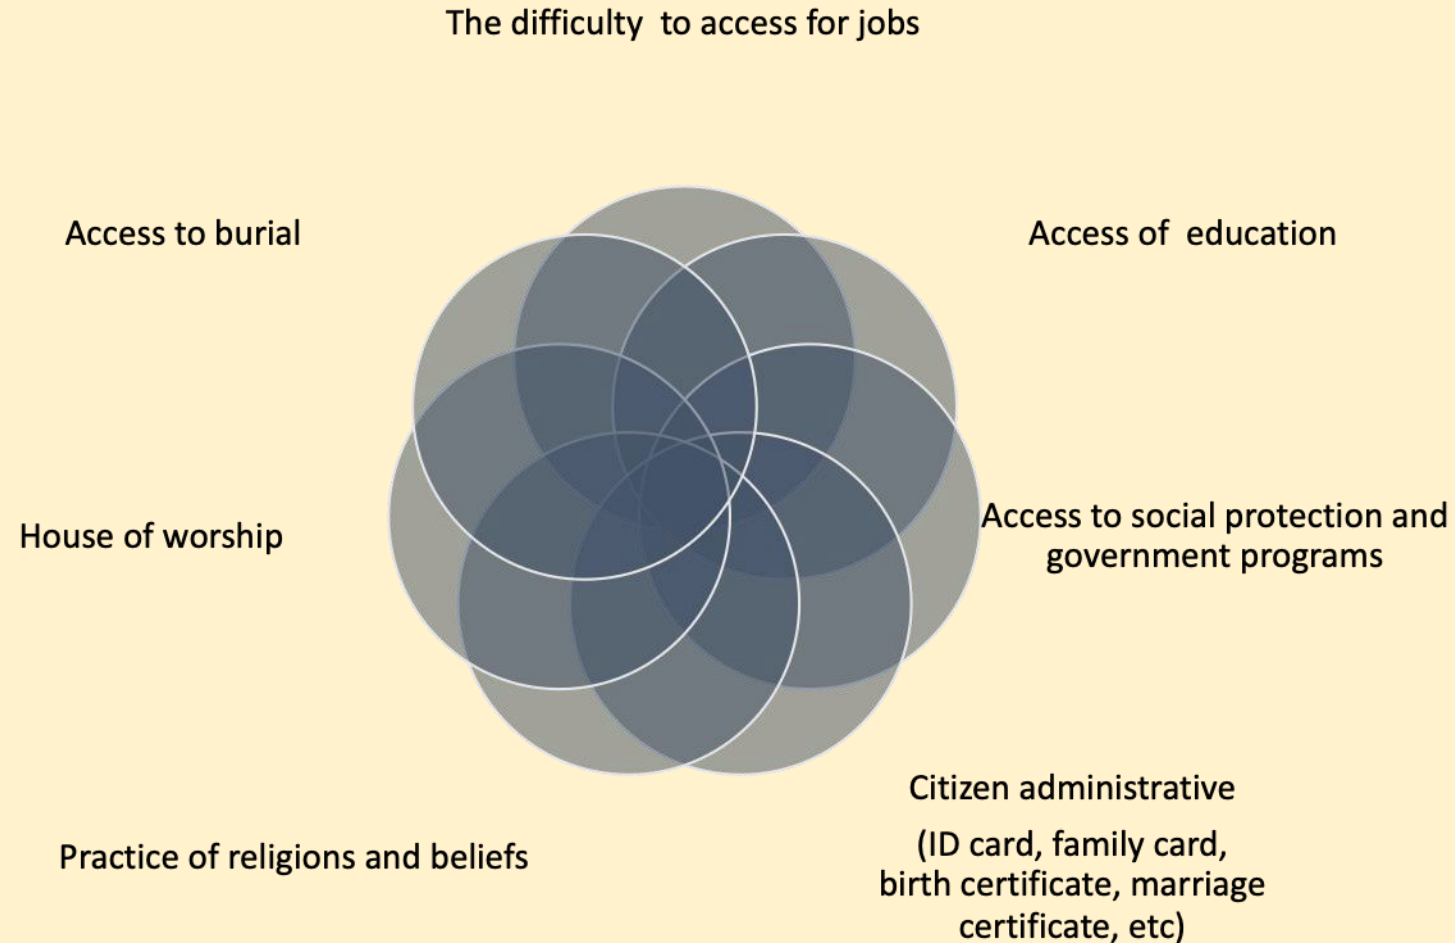 The difficulty  to access for jobs
Access to burial
Access of  education
House of worship
Access to social protection and
government programs
Practice of religions and beliefs
Citizen administrative
(ID card, family card,
birth certificate, marriage
certificate, etc)